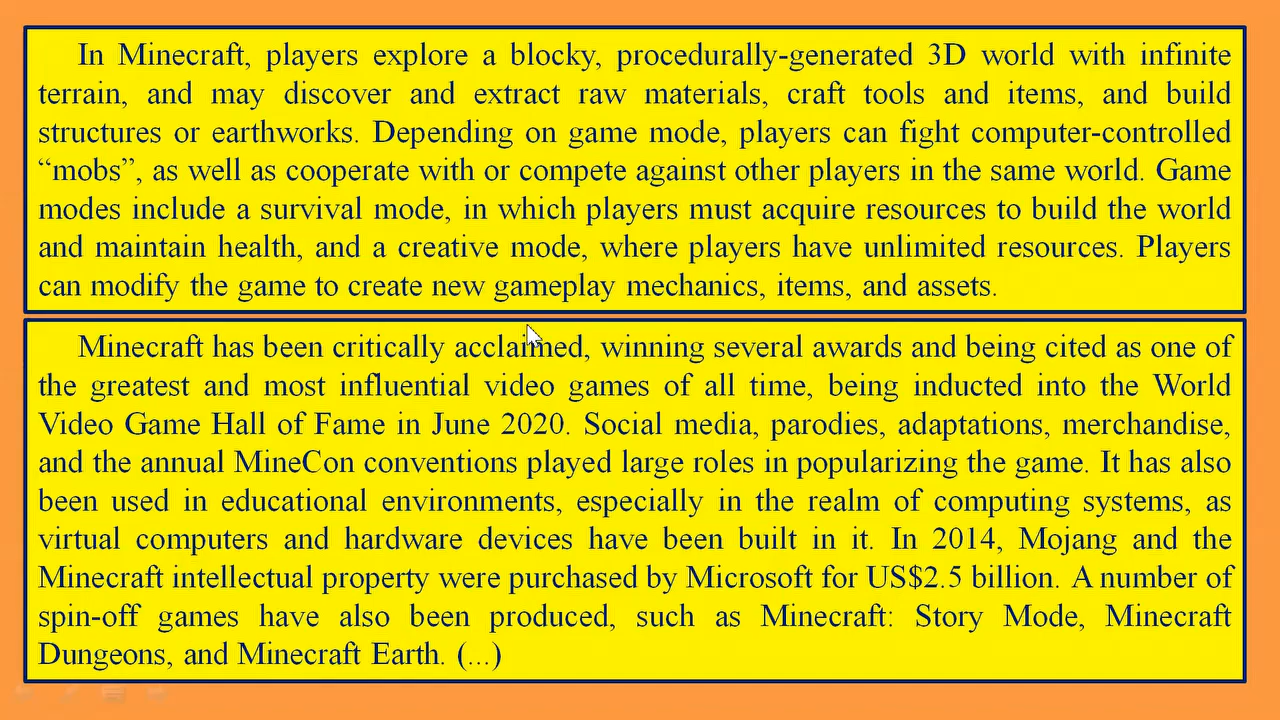 In Minecraft, players explore a blocky, procedurally-generated 3D world with infinite
terrain, and may discover and extract raw materials, craft tools and items, and build
structures or earthworks. Depending on game mode, players can fight computer-controlled
“mobs”, as well as cooperate with or compete against other players in the same world. Game
modes include a survival mode, in which players must acquire resources to build the world
and maintain health, and a creative mode, where players have unlimited resources. Players
can modify the game to create new gameplay mechanics, items, and assets.
Minecraft has been critically acclaimed, winning several awards and being cited as one of
the greatest and most influential video games of all time, being inducted into the World
Video Game Hall of Fame in June 2020. Social media, parodies, adaptations, merchandise,
and the annual MineCon conventions played large roles in popularizing the game. It has also
been used in educational environments, especially in the realm of computing systems, as
virtual computers and hardware devices have been built in it. In 2014, Mojang and the
Minecraft intellectual property were purchased by Microsoft for US$2.5 billion. A number of
spin-off games have also been produced, such as Minecraft: Story Mode, Minecraft
Dungeons, and Minecraft Earth. (...)